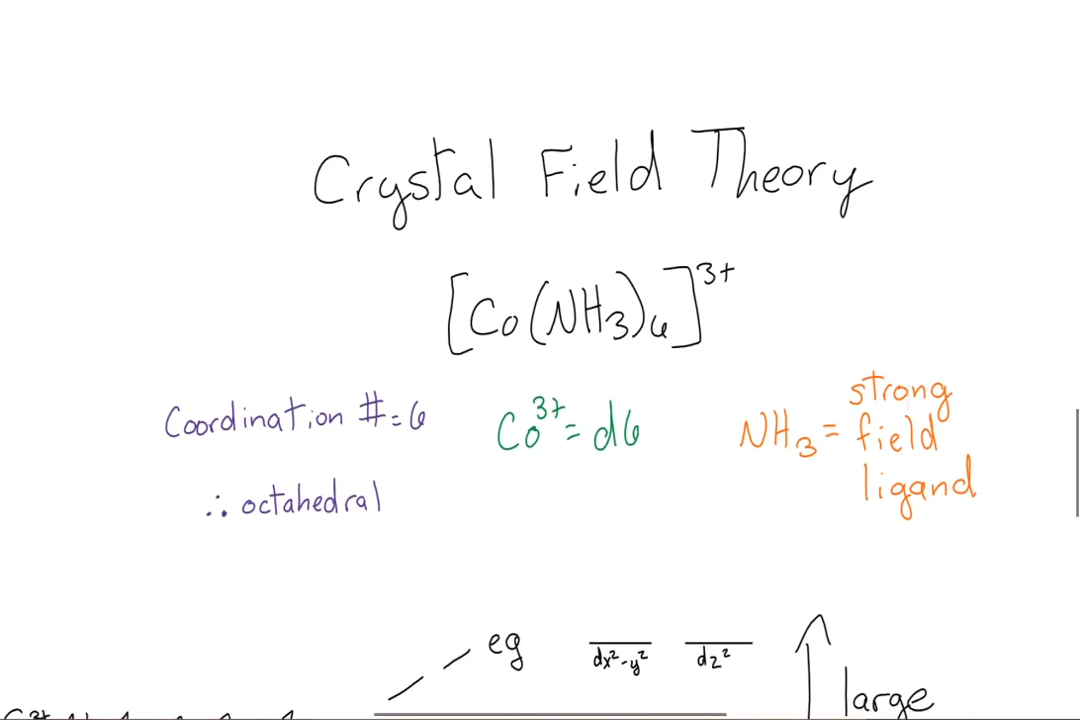 Crystal Field Theory
[Co(NH₃)₆]³⁺
Coordination #=6
∴ octahedral
Co³⁺=d6
NH₃= strong
field
ligand
eg
dx²-y² dz²
large